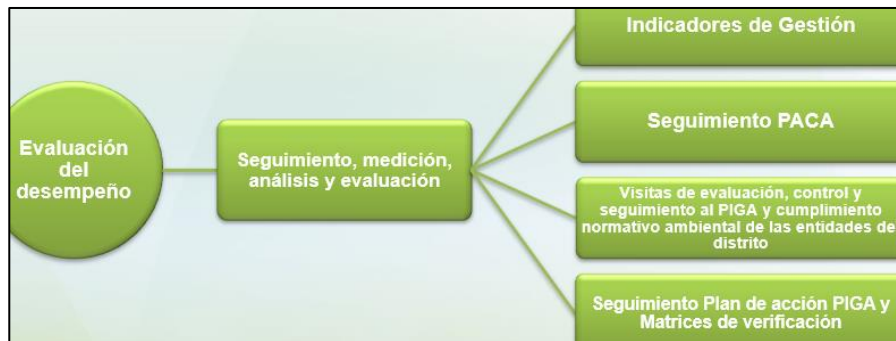 Evaluación
del
desempeño
Seguimiento, medición,
análisis y evaluación
Indicadores de Gestión
Seguimiento PACA
Visitas de evaluación, control y
seguimiento al PIGA y cumplimiento
normativo ambiental de las entidades de
distrito
Seguimiento Plan de acción PIGA y
Matrices de verificación